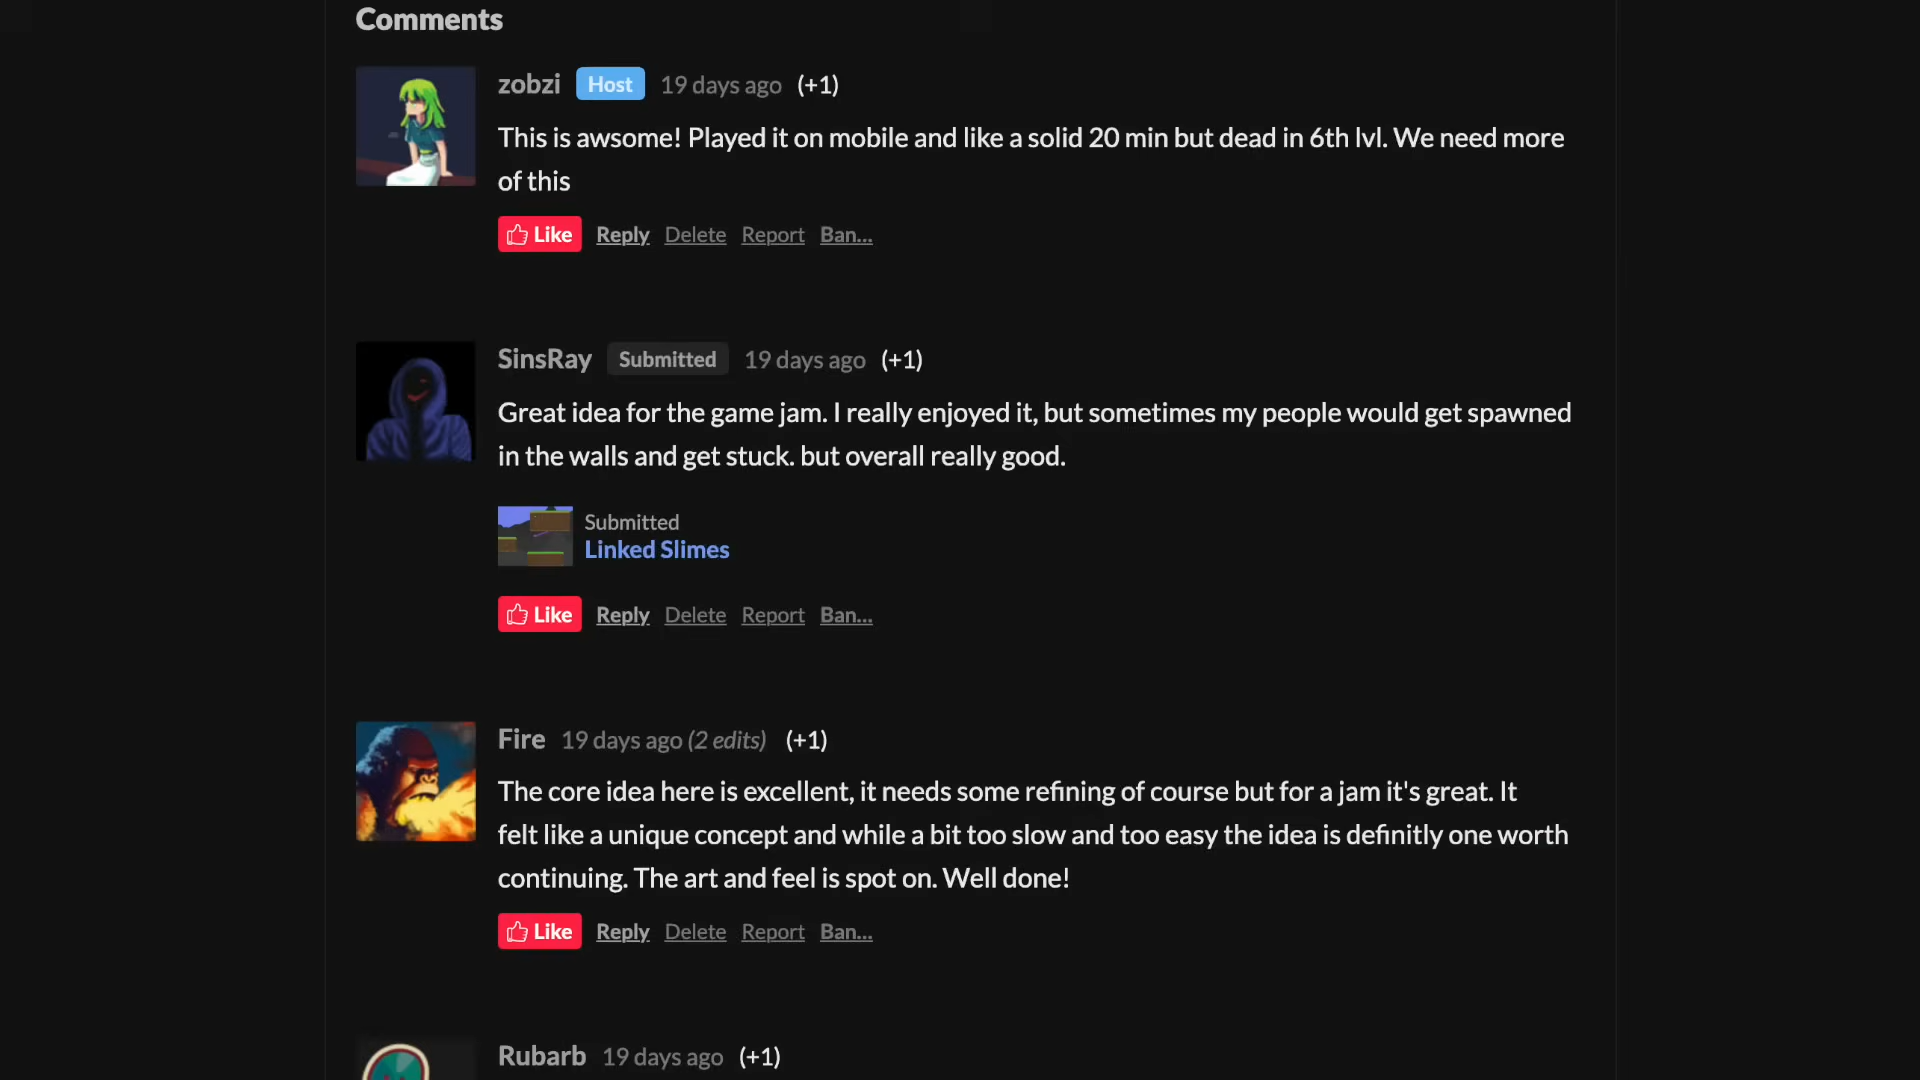 Comments
zobzi Host 19 days ago (+1)
This is awsome! Played it on mobile and like a solid 20 min but dead in 6th lvl. We need more
of this
Like Reply Delete Report Ban...
SinsRay Submitted 19 days ago (+1)
Great idea for the game jam. I really enjoyed it, but sometimes my people would get spawned
in the walls and get stuck. but overall really good.
Submitted
Linked Slimes
Like Reply Delete Report Ban...
Fire 19 days ago (2 edits) (+1)
The core idea here is excellent, it needs some refining of course but for a jam it's great. It
felt like a unique concept and while a bit too slow and too easy the idea is definitly one worth
continuing. The art and feel is spot on. Well done!
Like Reply Delete Report Ban...
Rubarb 19 days ago (+1)